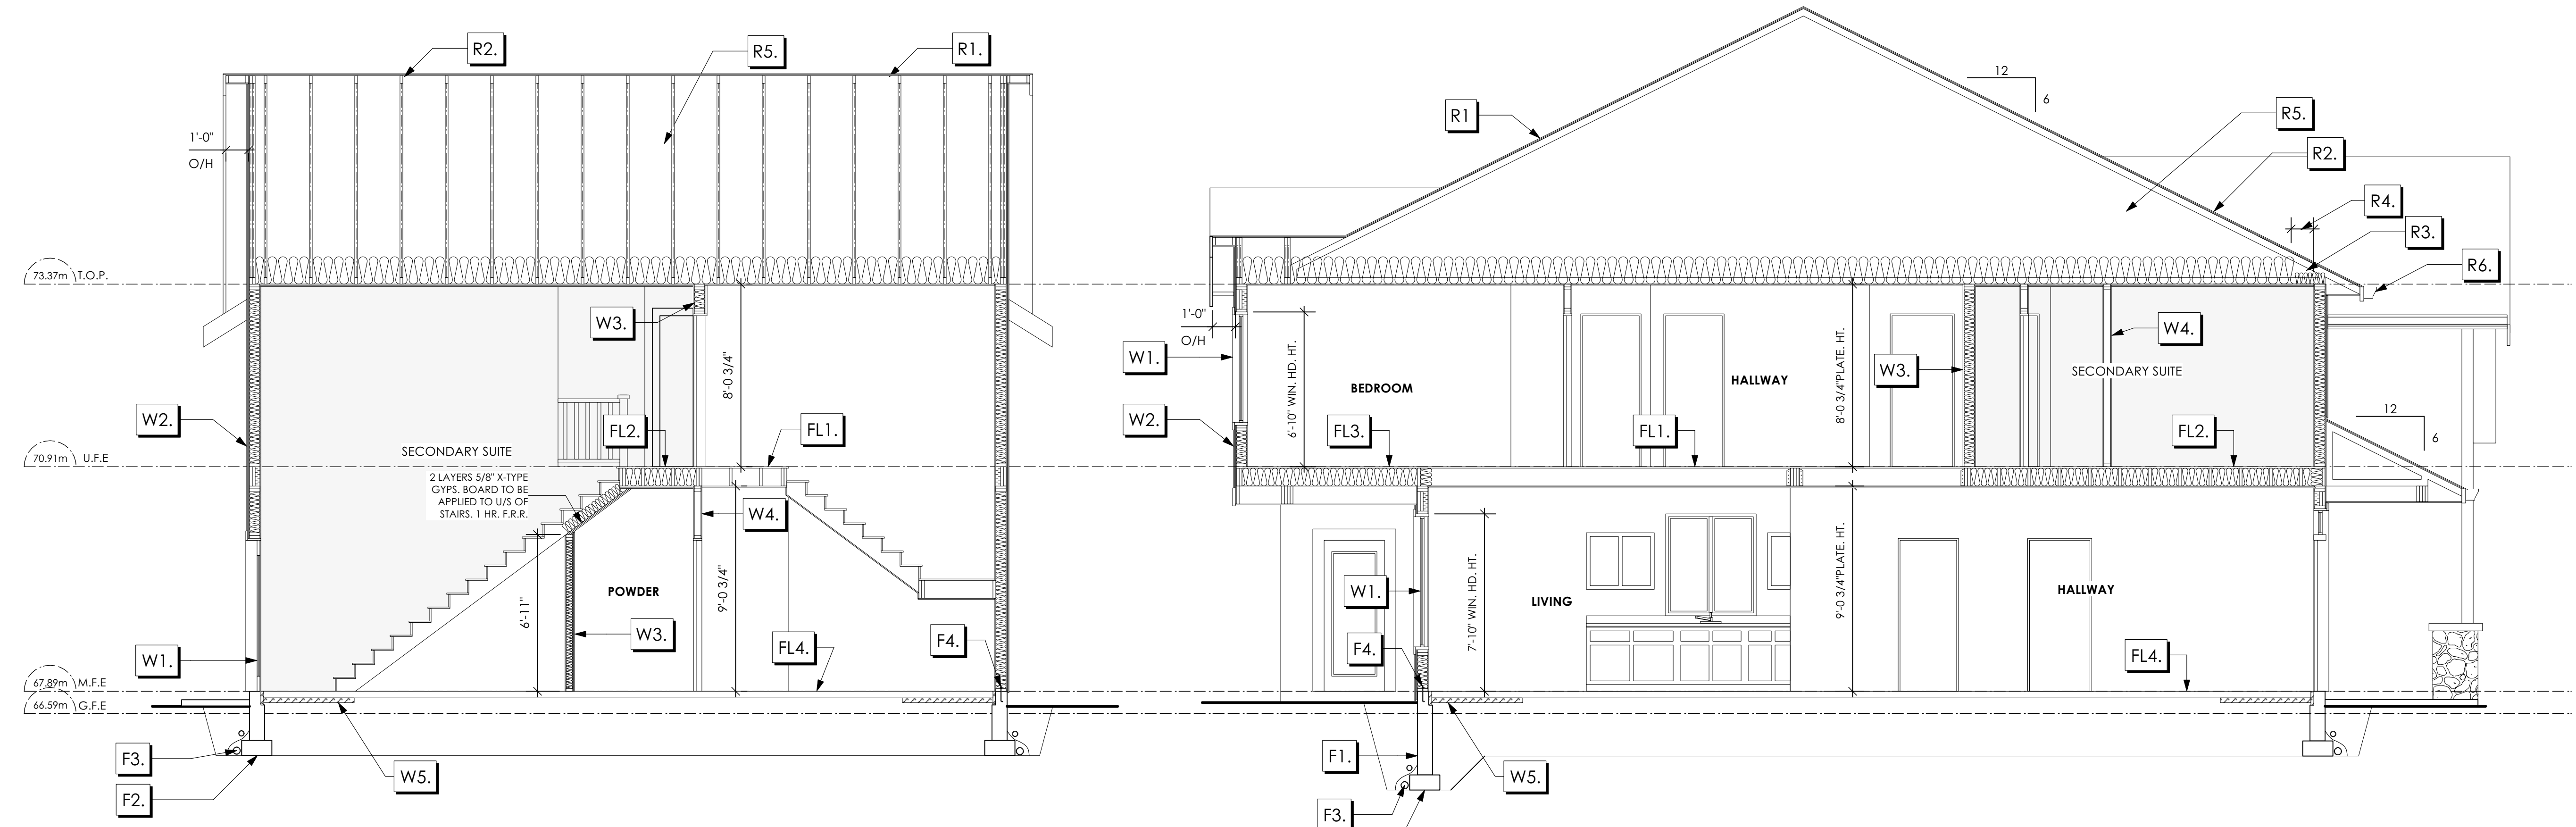 R2.
R5.
R1.
1'-0"
O/H
73.37m T.O.P.
W3.
8'-0 3/4"
W2.
FL2.
FL1.
70.91m U.F.E
SECONDARY SUITE
2 LAYERS 5/8" X-TYPE
GYPS. BOARD TO BE
APPLIED TO U/S OF
STAIRS. 1 HR. F.R.R.
W4.
6'-11"
POWDER
9'-0 3/4"
W3.
FL4.
F4.
W1.
67.89m M.F.E
66.59m G.F.E
F3.
W5.
F2.
12
6
R1
R5.
R2.
R4.
R3.
R6.
1'-0"
O/H
W1.
W2.
6'-10" WIN. HD. HT.
BEDROOM
FL3.
HALLWAY
FL1.
8'-0 3/4"PLATE. HT.
W3.
W4.
SECONDARY SUITE
FL2.
12
6
W1.
F4.
7'-10" WIN. HD. HT.
LIVING
9'-0 3/4"PLATE. HT.
HALLWAY
FL4.
F1.
W5.
F3.